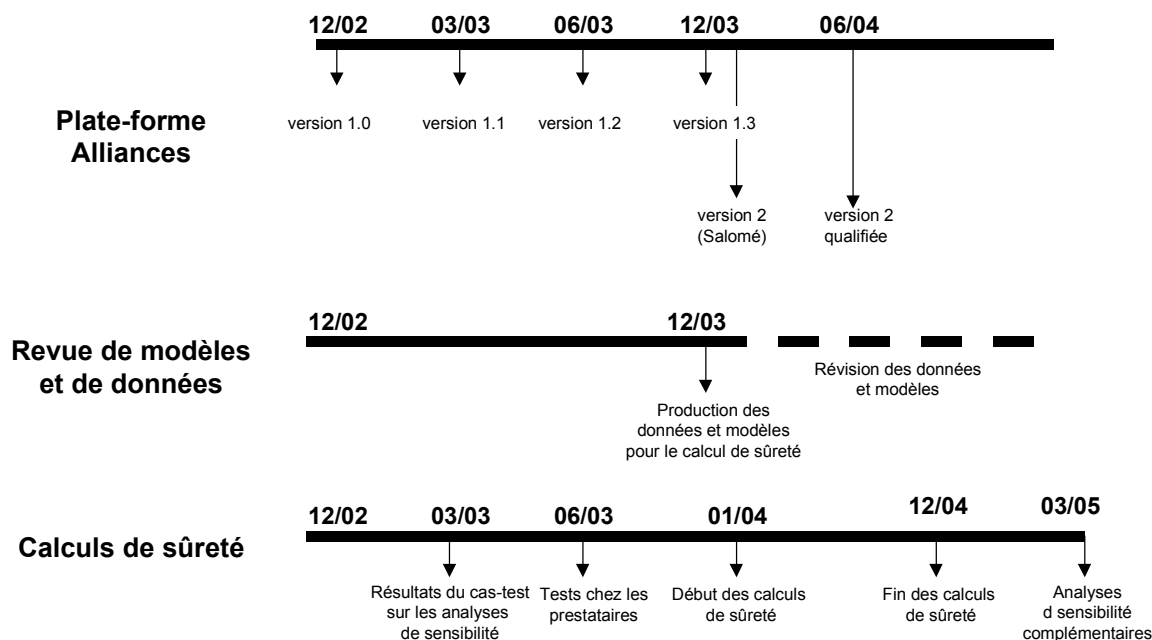 12/02 03/03 06/03 12/03 06/04
Plate-forme
Alliances
version 1.0 version 1.1 version 1.2 version 1.3
version 2
(Salomé)
version 2
qualifiée
Revue de modèles
et de données
12/02 12/03
Révision des données
et modèles
Production des
données et modèles
pour le calcul de sûreté
Calculs de sûreté
12/02 03/03 06/03 01/04 12/04 03/05
Résultats du cas-test
sur les analyses
de sensibilité
Tests chez les
prestataires
Début des calculs
de sûreté
Fin des calculs
de sûreté
Analyses
d sensibilité
complémentaires